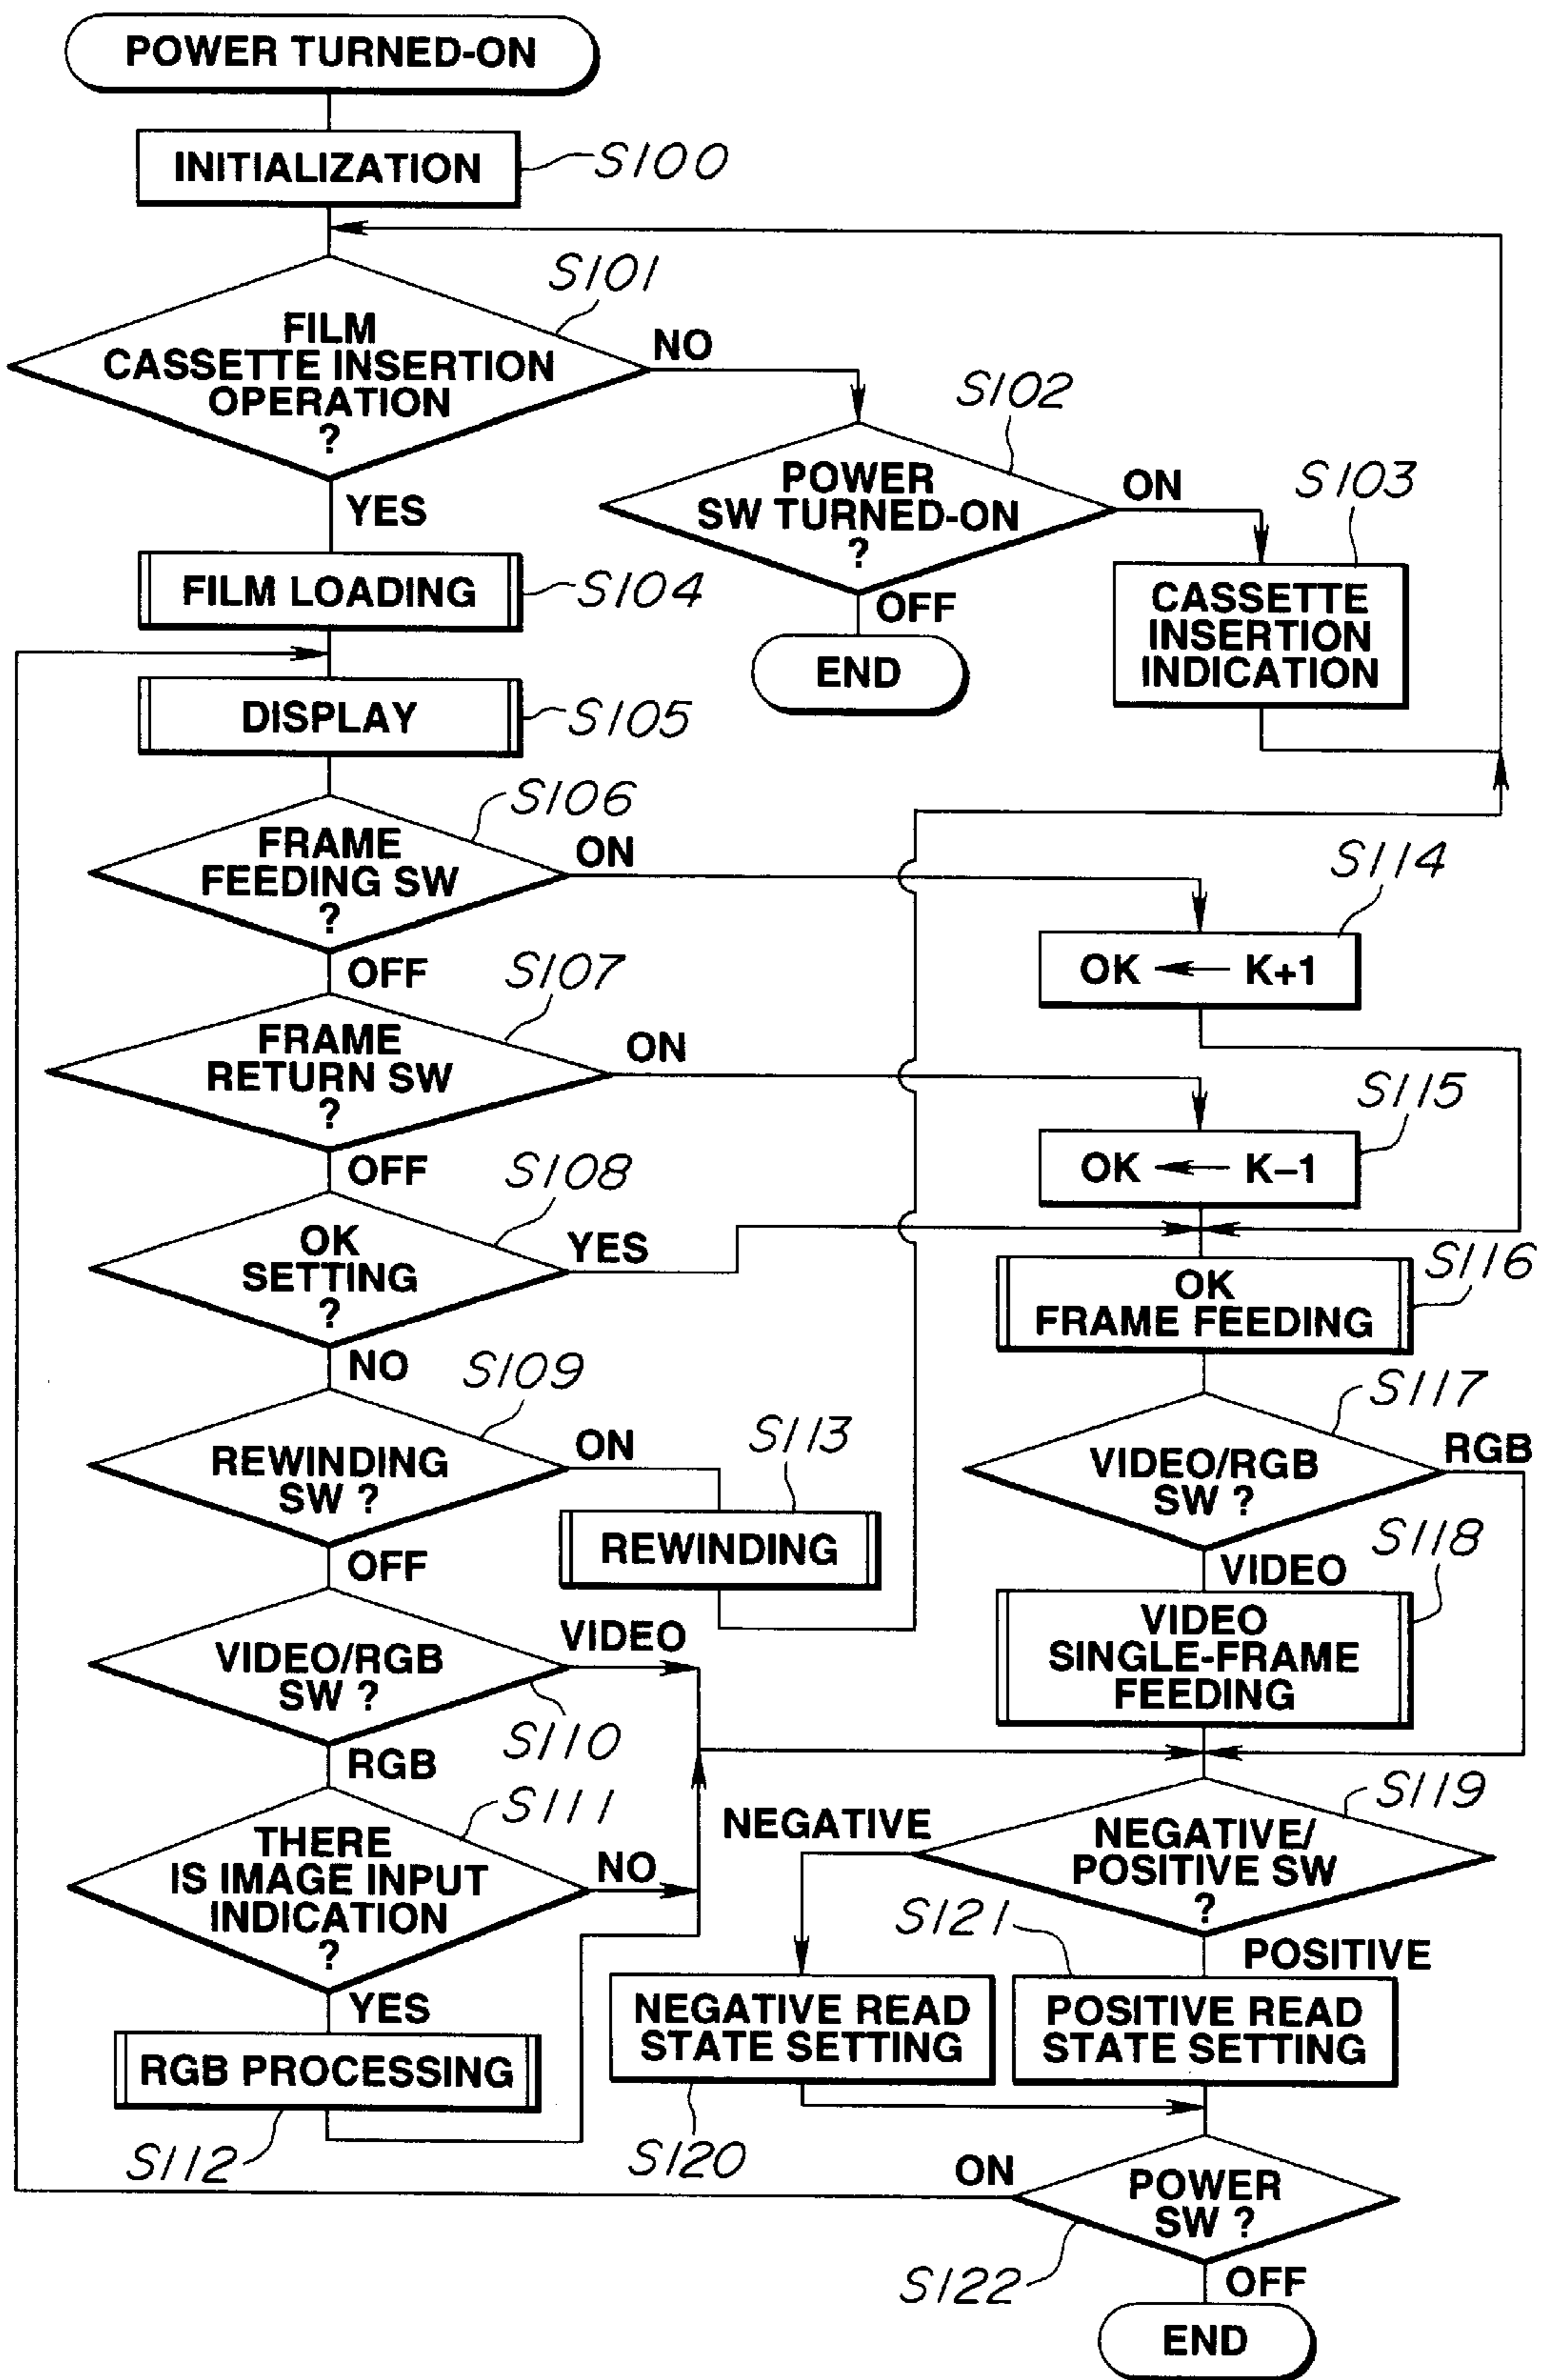 POWER TURNED-ON
INITIALIZATION
S100
S101
FILM
CASSETTE INSERTION
OPERATION
?
NO
YES
S102
POWER
SW TURNED-ON
?
ON
OFF
END
S103
CASSETTE
INSERTION
INDICATION
FILM LOADING
S104
DISPLAY
S105
S106
FRAME
FEEDING SW
?
ON
OFF
S114
OK ← K+1
S107
FRAME
RETURN SW
?
ON
OFF
S115
OK ← K–1
S108
OK
SETTING
?
YES
NO
S116
OK
FRAME FEEDING
S109
REWINDING
SW ?
ON
OFF
S113
REWINDING
S117
VIDEO/RGB
SW ?
RGB
VIDEO
S118
VIDEO
SINGLE-FRAME
FEEDING
VIDEO/RGB
SW ?
VIDEO
S110
RGB
S111
THERE
IS IMAGE INPUT
INDICATION
?
NO
YES
RGB PROCESSING
S112
S119
NEGATIVE/
POSITIVE SW
?
NEGATIVE
POSITIVE
S121
NEGATIVE READ
STATE SETTING
S120
POSITIVE READ
STATE SETTING
ON
POWER
SW ?
S122
OFF
END